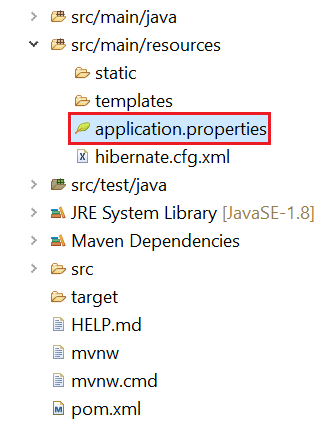 src/main/java
src/main/resources
static
templates
application.properties
hibernate.cfg.xml
src/test/java
JRE System Library [JavaSE-1.8]
Maven Dependencies
src
target
HELP.md
mvnw
mvnw.cmd
pom.xml